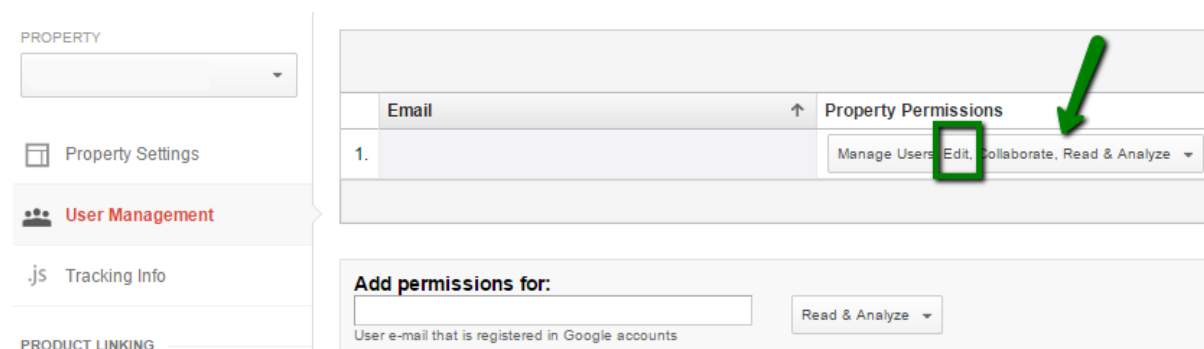 PROPERTY
Property Settings
User Management
.js Tracking Info
PRODUCT LINKING
Email Property Permissions
1. Manage Users, Edit, Collaborate, Read & Analyze
Add permissions for:
Read & Analyze
User e-mail that is registered in Google accounts